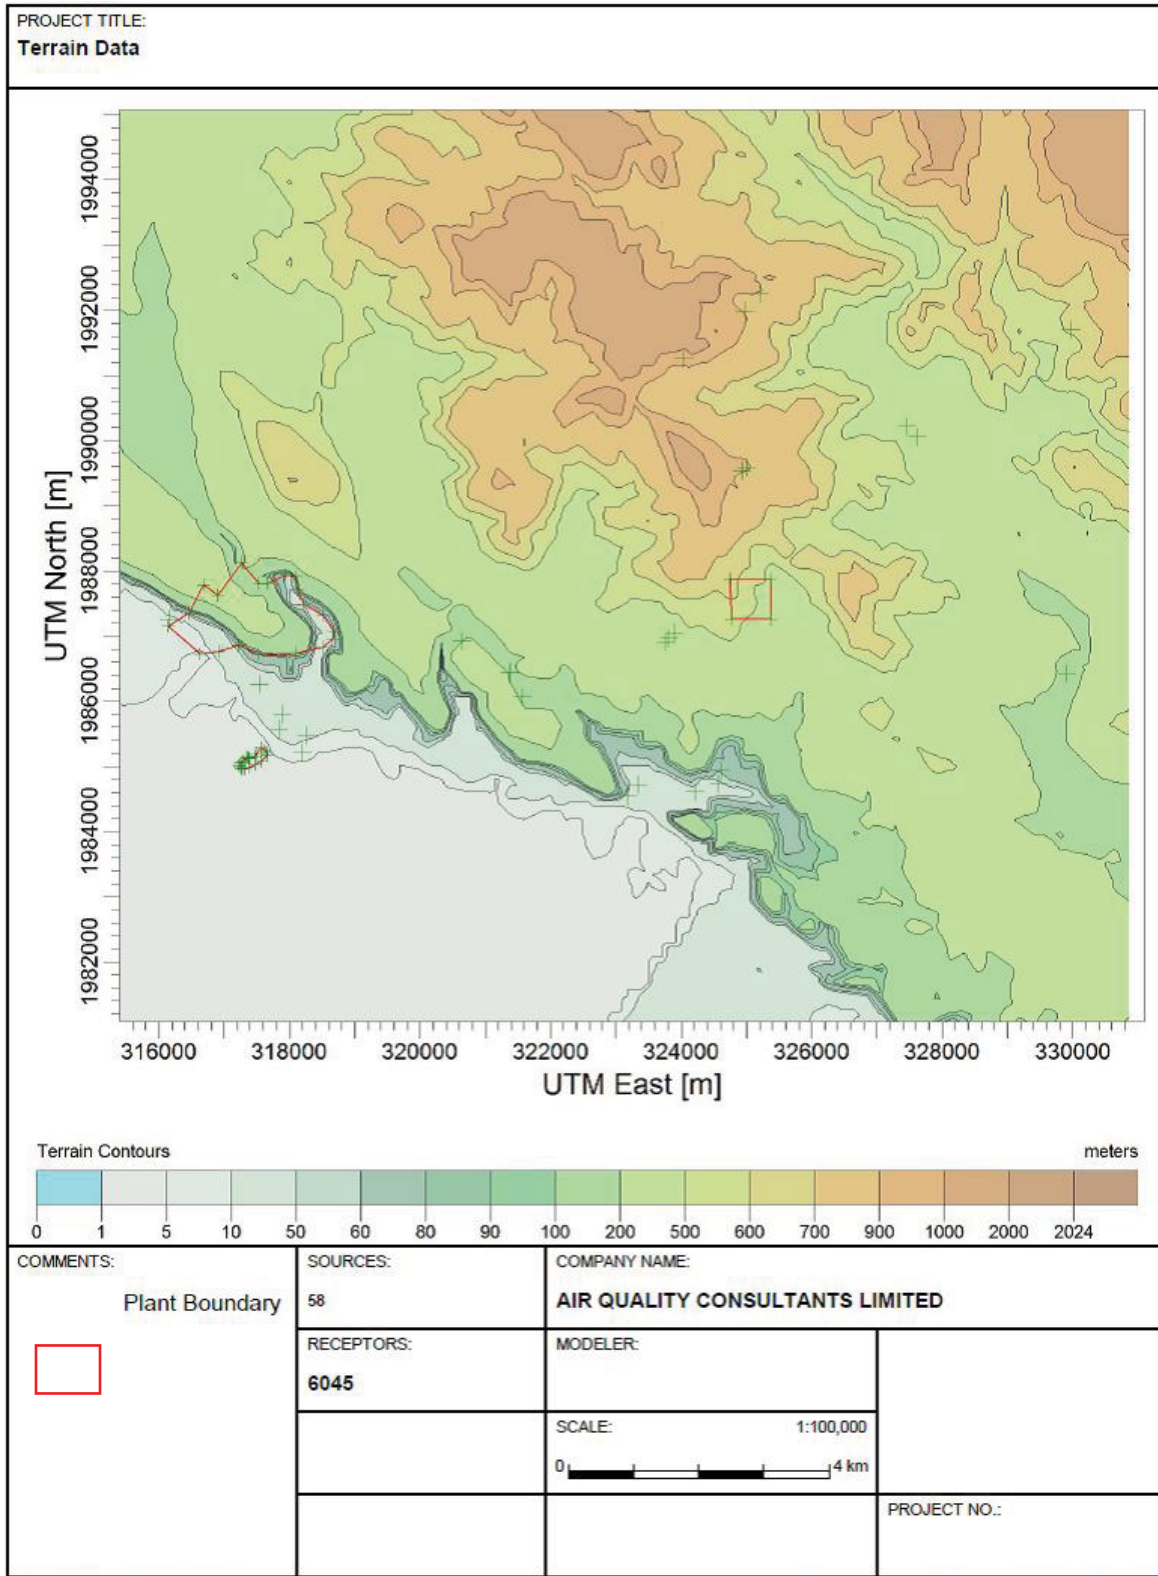 PROJECT TITLE:
Terrain Data
UTM North [m]
1994000
1992000
1990000
1988000
1986000
1984000
1982000
316000 318000 320000 322000 324000 326000 328000 330000
UTM East [m]
Terrain Contours meters
0 1 5 10 50 60 80 90 100 200 500 600 700 900 1000 2000 2024
COMMENTS:
Plant Boundary
SOURCES:
58
COMPANY NAME:
AIR QUALITY CONSULTANTS LIMITED
RECEPTORS:
6045
MODELER:
SCALE: 1:100,000
0 4 km
PROJECT NO.: